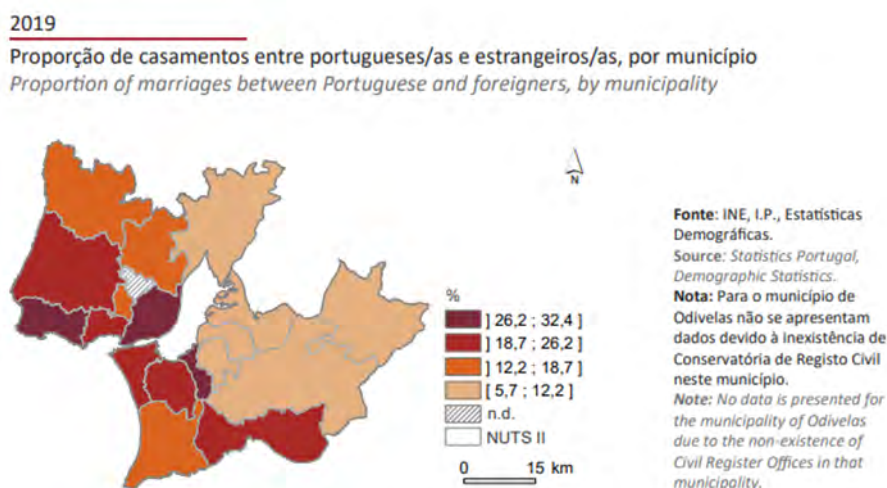 2019
Proporção de casamentos entre portugueses/as e estrangeiros/as, por município
Proportion of marriages between Portuguese and foreigners, by municipality
N
%
] 26,2 ; 32,4 ]
] 18,7 ; 26,2 ]
] 12,2 ; 18,7 ]
[ 5,7 ; 12,2 ]
n.d.
NUTS II
0 15 km
Fonte: INE, I.P., Estatísticas
Demográficas.
Source: Statistics Portugal,
Demographic Statistics.
Nota: Para o município de
Odivelas não se apresentam
dados devido à inexistência de
Conservatória de Registo Civil
neste município.
Note: No data is presented for
the municipality of Odivelas
due to the non-existence of
Civil Register Offices in that
municipality.